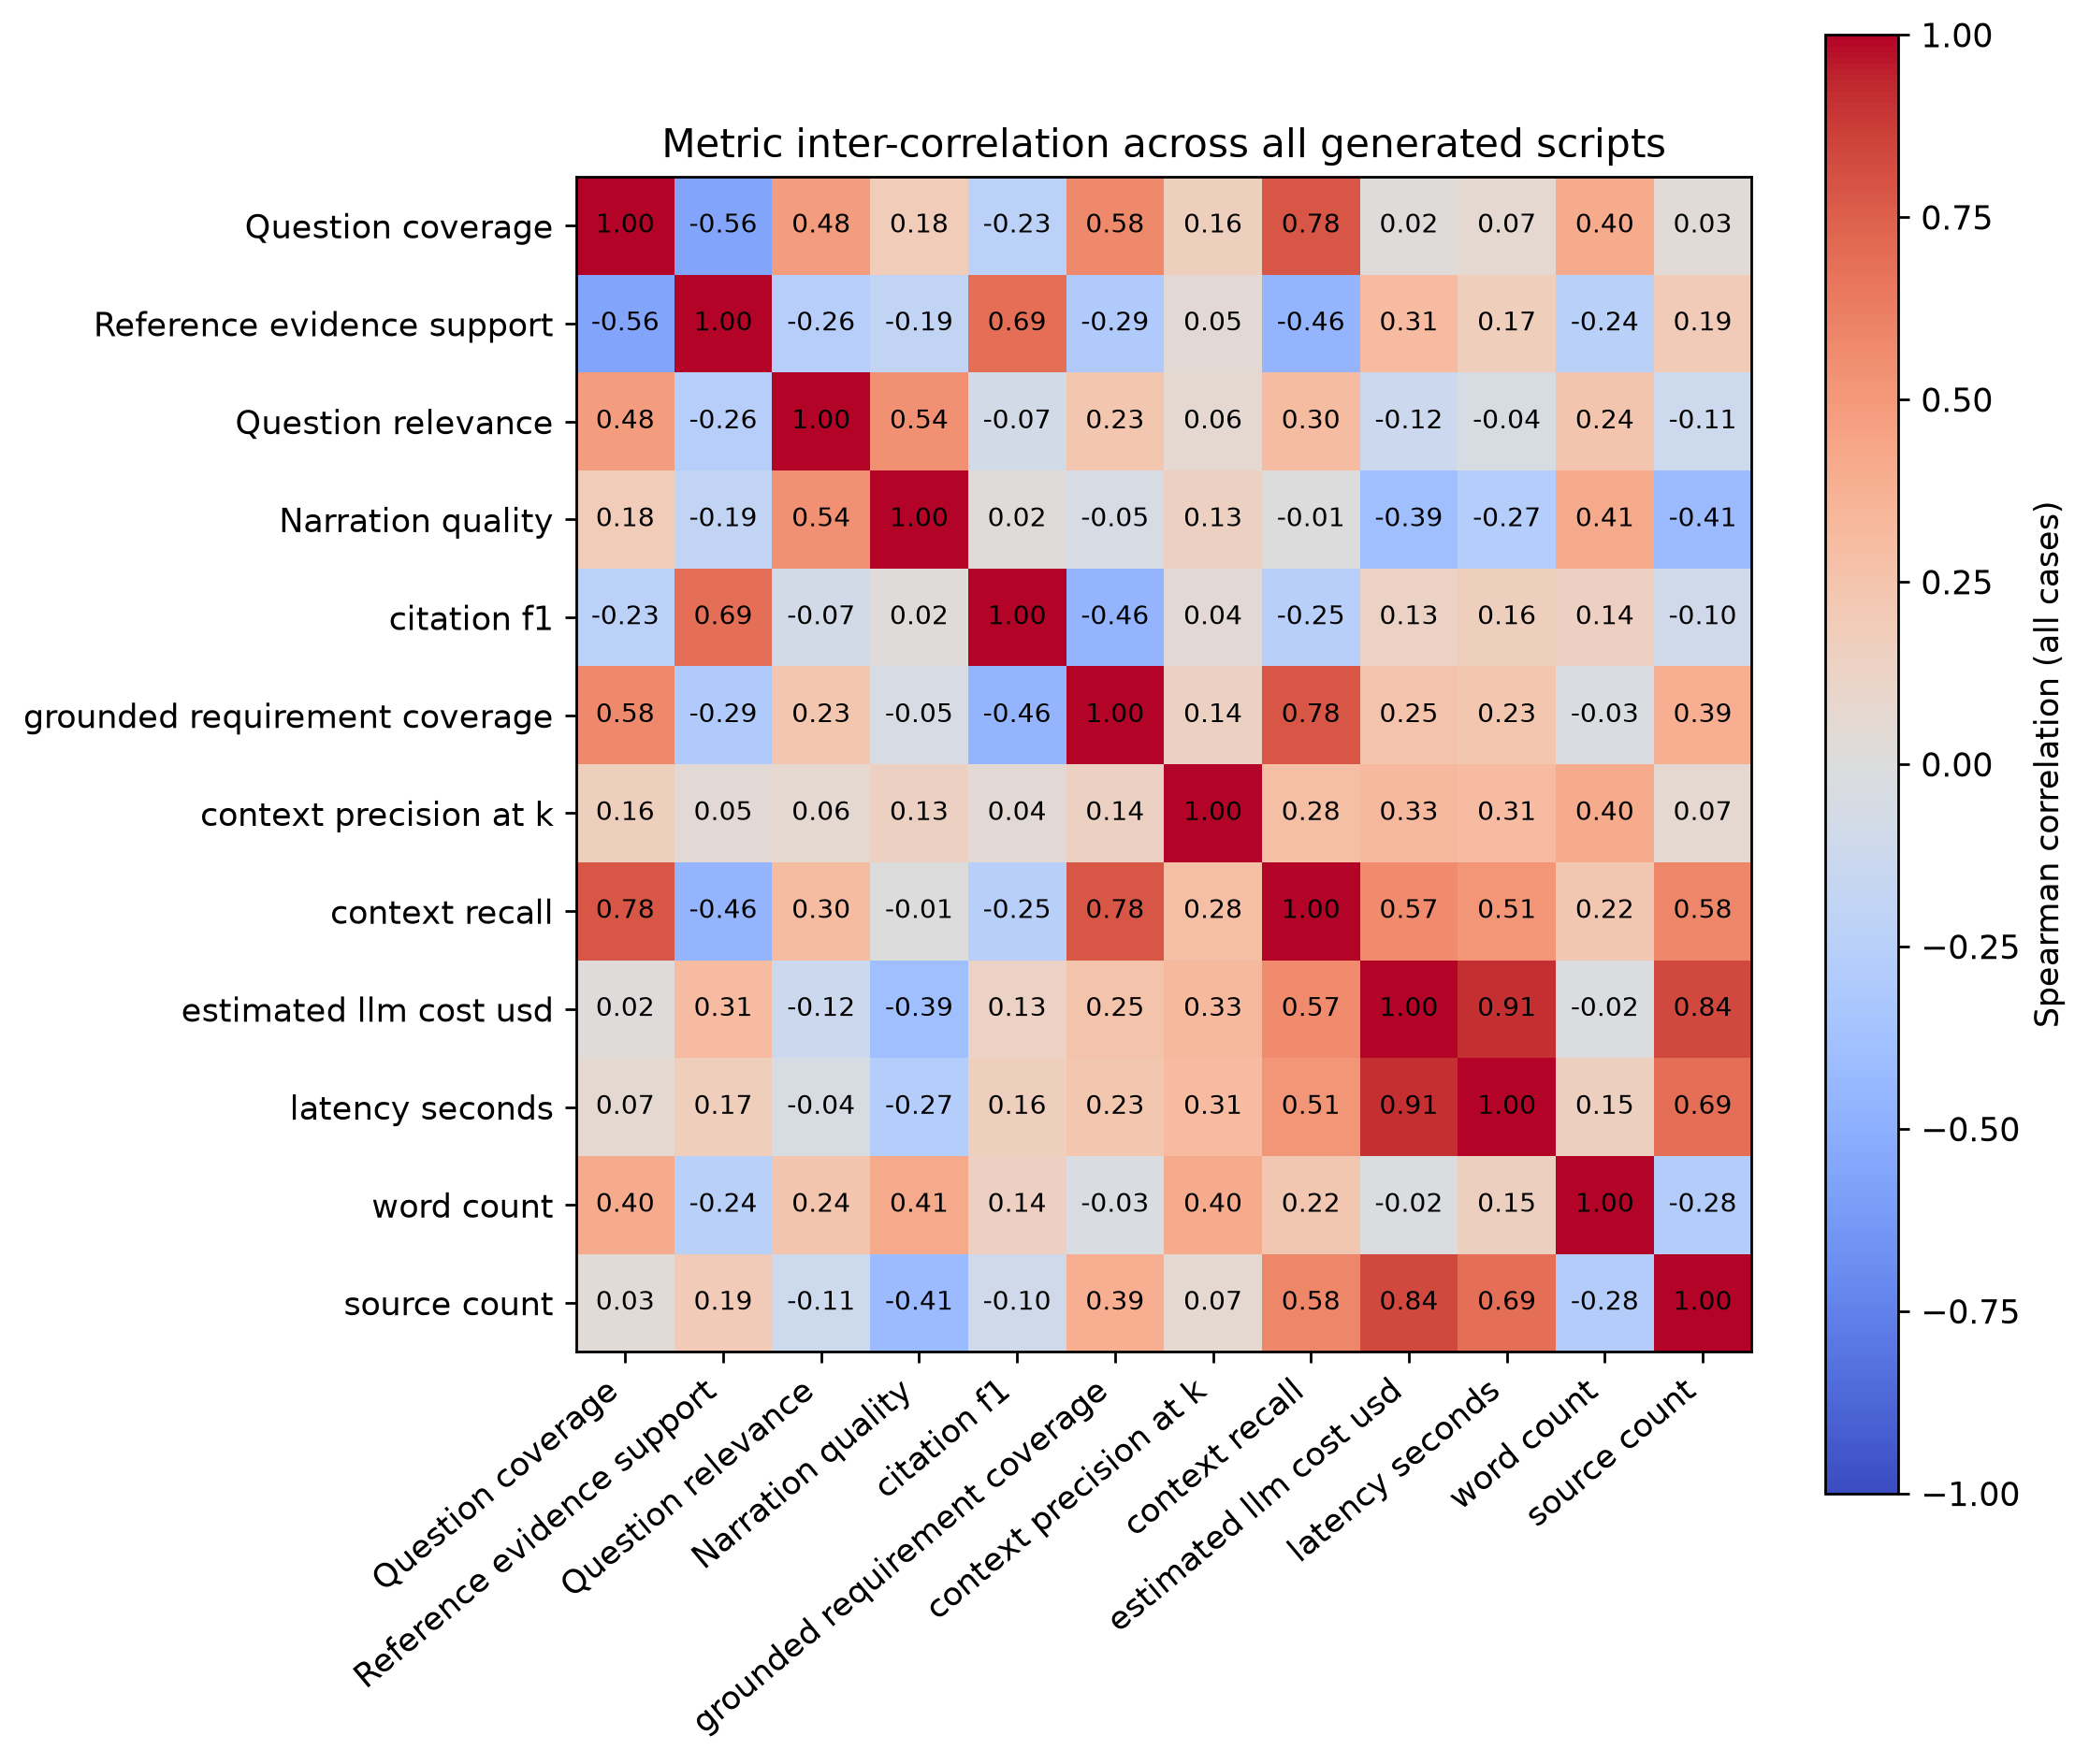 Metric inter-correlation across all generated scripts
Question coverage 1.00 -0.56 0.48 0.18 -0.23 0.58 0.16 0.78 0.02 0.07 0.40 0.03
Reference evidence support -0.56 1.00 -0.26 -0.19 0.69 -0.29 0.05 -0.46 0.31 0.17 -0.24 0.19
Question relevance 0.48 -0.26 1.00 0.54 -0.07 0.23 0.06 0.30 -0.12 -0.04 0.24 -0.11
Narration quality 0.18 -0.19 0.54 1.00 0.02 -0.05 0.13 -0.01 -0.39 -0.27 0.41 -0.41
citation f1 -0.23 0.69 -0.07 0.02 1.00 -0.46 0.04 -0.25 0.13 0.16 0.14 -0.10
grounded requirement coverage 0.58 -0.29 0.23 -0.05 -0.46 1.00 0.14 0.78 0.25 0.23 -0.03 0.39
context precision at k 0.16 0.05 0.06 0.13 0.04 0.14 1.00 0.28 0.33 0.31 0.40 0.07
context recall 0.78 -0.46 0.30 -0.01 -0.25 0.78 0.28 1.00 0.57 0.51 0.22 0.58
estimated llm cost usd 0.02 0.31 -0.12 -0.39 0.13 0.25 0.33 0.57 1.00 0.91 -0.02 0.84
latency seconds 0.07 0.17 -0.04 -0.27 0.16 0.23 0.31 0.51 0.91 1.00 0.15 0.69
word count 0.40 -0.24 0.24 0.41 0.14 -0.03 0.40 0.22 -0.02 0.15 1.00 -0.28
source count 0.03 0.19 -0.11 -0.41 -0.10 0.39 0.07 0.58 0.84 0.69 -0.28 1.00
Question coverage
Reference evidence support
Question relevance
Narration quality
citation f1
grounded requirement coverage
context precision at k
context recall
estimated llm cost usd
latency seconds
word count
source count
1.00
0.75
0.50
0.25
0.00
−0.25
−0.50
−0.75
−1.00
Spearman correlation (all cases)